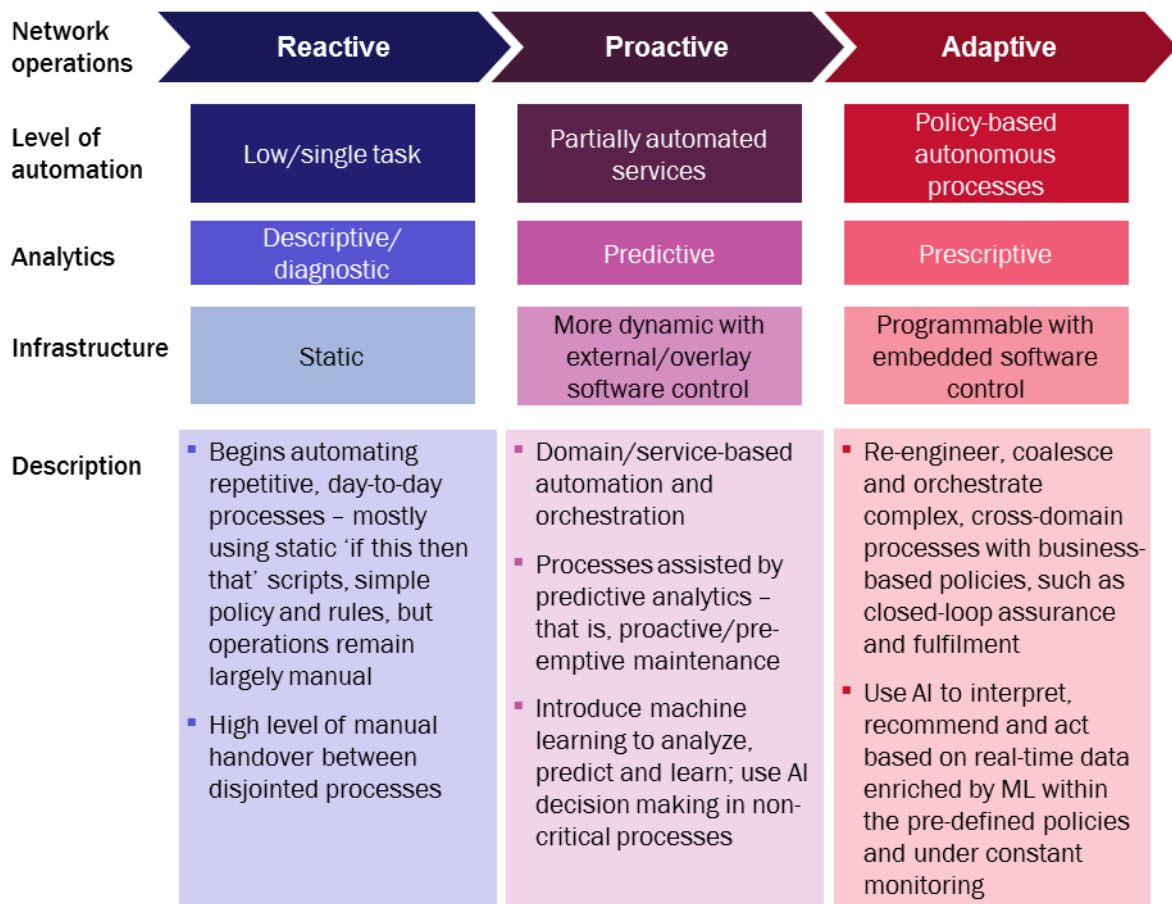 Network
operations
Reactive
Proactive
Adaptive
Level of
automation
Low/single task
Partially automated
services
Policy-based
autonomous
processes
Analytics
Descriptive/
diagnostic
Predictive
Prescriptive
Infrastructure
Static
More dynamic with
external/overlay
software control
Programmable with
embedded software
control
Description
▪ Begins automating
repetitive, day-to-day
processes – mostly
using static ‘if this then
that’ scripts, simple
policy and rules, but
operations remain
largely manual
▪ High level of manual
handover between
disjointed processes
▪ Domain/service-based
automation and
orchestration
▪ Processes assisted by
predictive analytics –
that is, proactive/pre-
emptive maintenance
▪ Introduce machine
learning to analyze,
predict and learn; use AI
decision making in non-
critical processes
▪ Re-engineer, coalesce
and orchestrate
complex, cross-domain
processes with business-
based policies, such as
closed-loop assurance
and fulfilment
▪ Use AI to interpret,
recommend and act
based on real-time data
enriched by ML within
the pre-defined policies
and under constant
monitoring